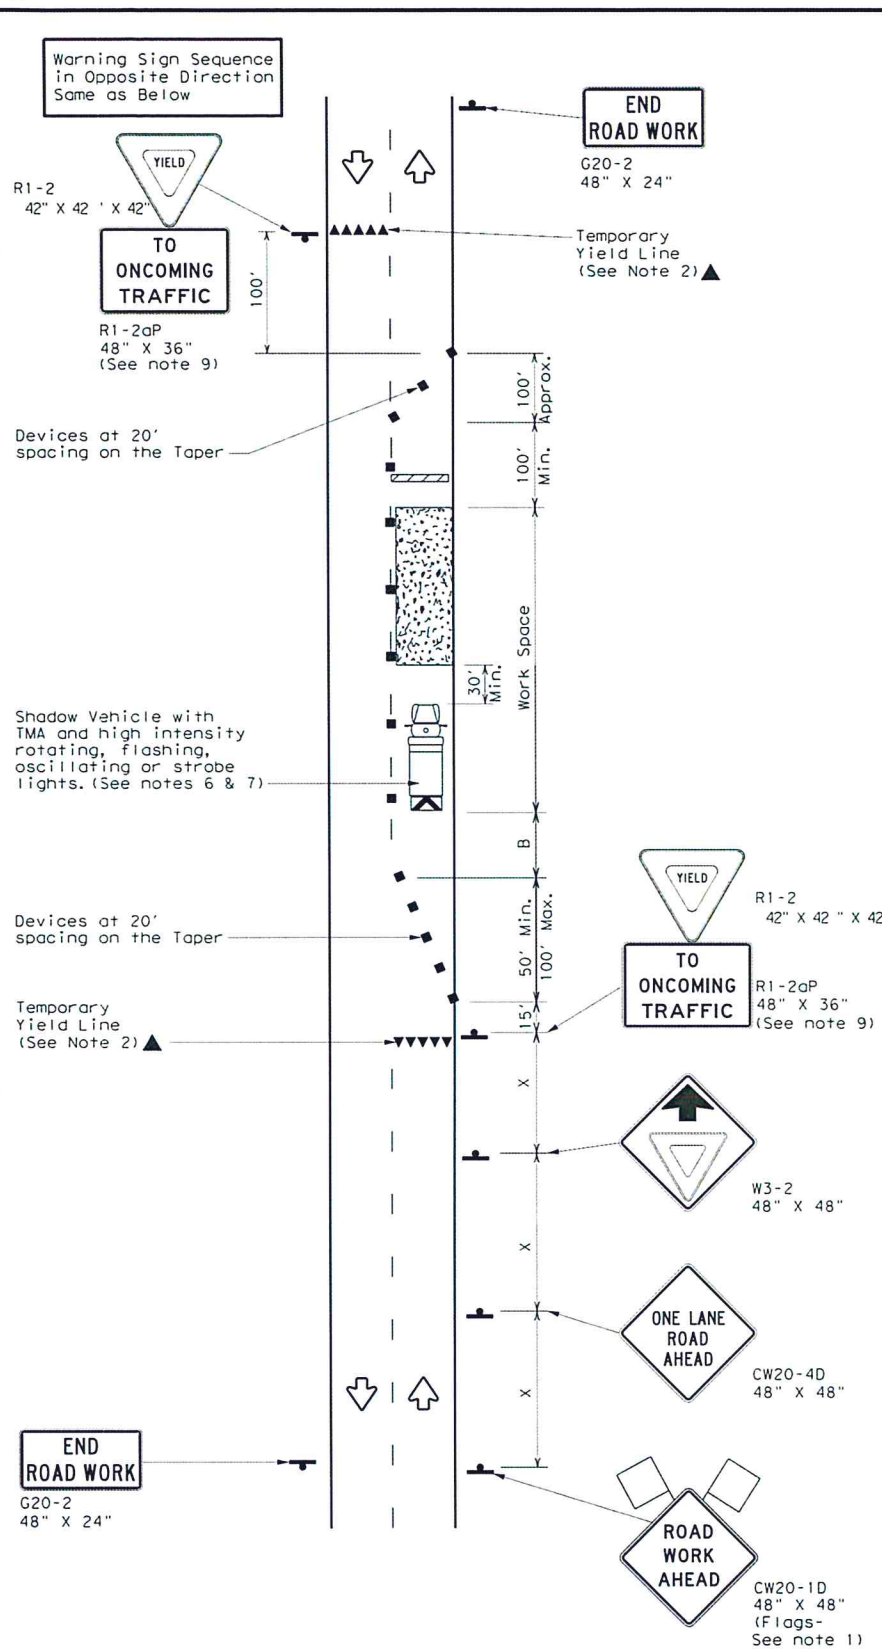 Warning Sign Sequence
in Opposite Direction
Same as Below
END
ROAD WORK
G20-2
48" X 24"
YIELD
R1-2
42" X 42 ' X 42"
TO
ONCOMING
TRAFFIC
R1-2aP
48" X 36"
(See note 9)
100'
Temporary
Yield Line
(See Note 2)▲
100'
Approx.
Devices at 20'
spacing on the Taper
100'
Min.
Work Space
30'
Min.
Shadow Vehicle with
TMA and high intensity
rotating, flashing,
oscillating or strobe
lights. (See notes 6 & 7)
B
Devices at 20'
spacing on the Taper
50' Min.
100' Max.
YIELD
R1-2
42" X 42 " X 42
TO
ONCOMING
TRAFFIC
R1-2aP
48" X 36"
(See note 9)
15'
Temporary
Yield Line
(See Note 2)▲
X
W3-2
48" X 48"
X
ONE LANE
ROAD
AHEAD
CW20-4D
48" X 48"
X
END
ROAD WORK
G20-2
48" X 24"
ROAD
WORK
AHEAD
CW20-1D
48" X 48"
(Flags-
See note 1)